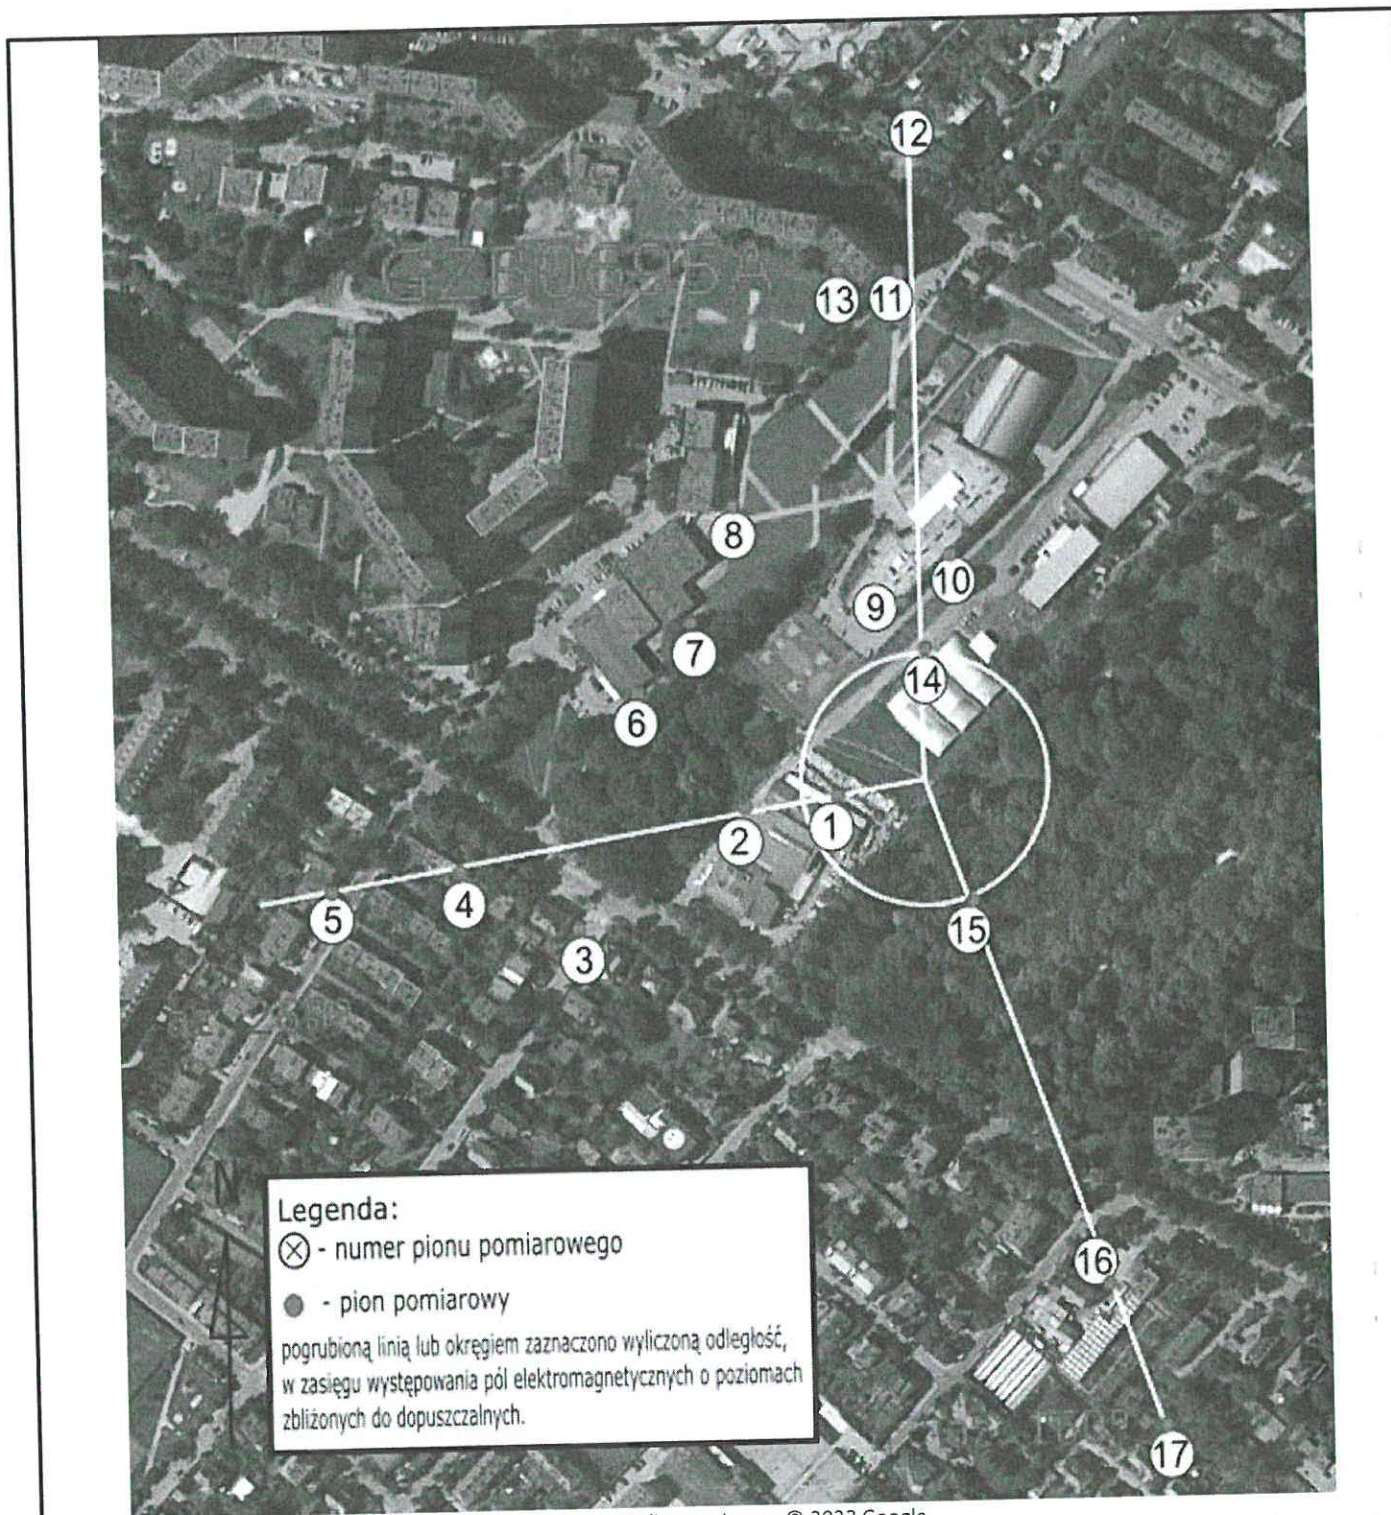 12
13 11
8
10
9
7
14
6
1
2
4
5
15
3
16
17
N
Legenda:
- numer pionu pomiarowego
- pion pomiarowy
pogrubioną linią lub okręgiem zaznaczono wyliczoną odległość,
w zasięgu występowania pól elektromagnetycznych o poziomach
zbliżonych do dopuszczalnych.
© 2023 Google